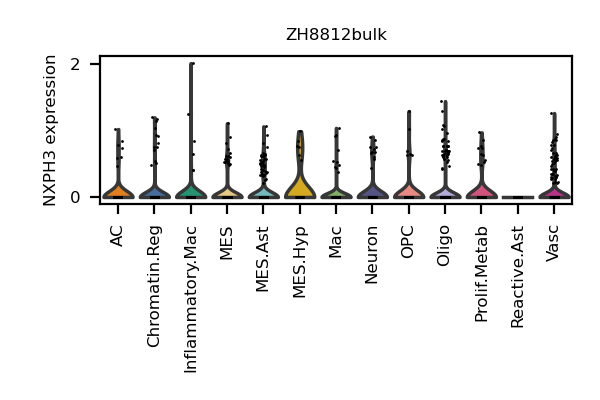 ZH8812bulk
NXPH3 expression
2
0
AC
Chromatin.Reg
Inflammatory.Mac
MES
MES.Ast
MES.Hyp
Mac
Neuron
OPC
Oligo
Prolif.Metab
Reactive.Ast
Vasc